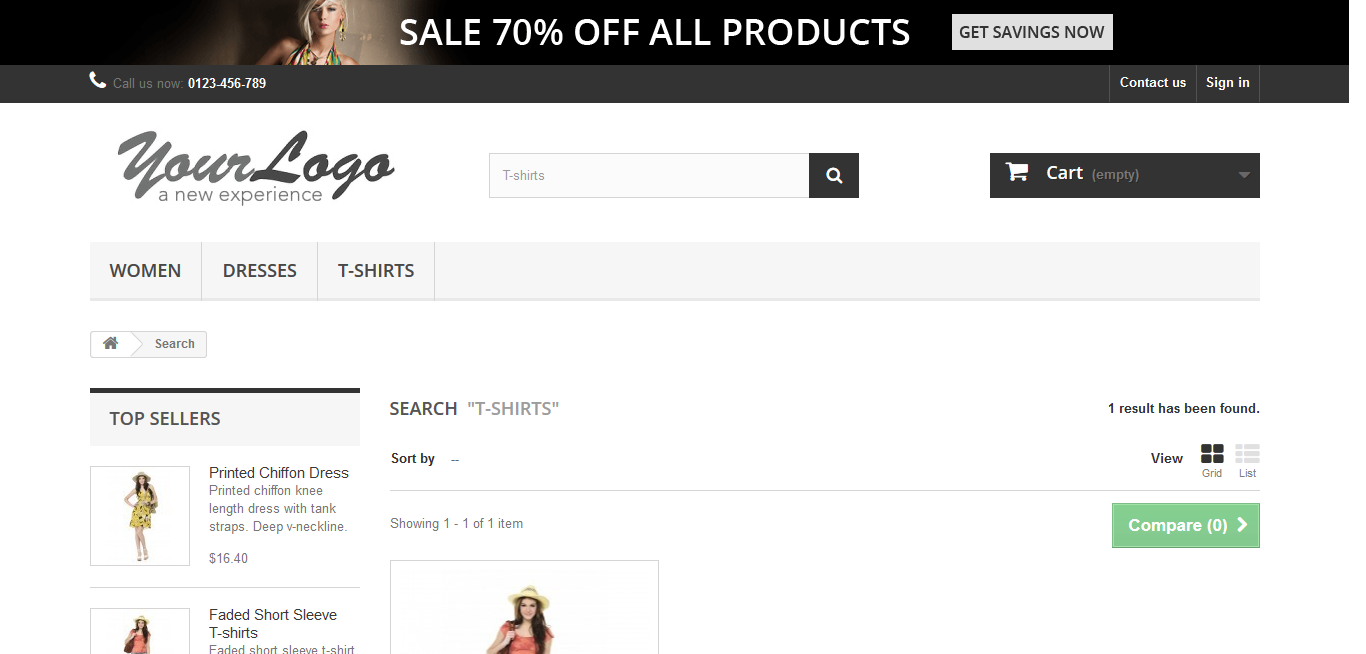 SALE 70% OFF ALL PRODUCTS
GET SAVINGS NOW
Call us now: 0123-456-789
Contact us
Sign in
YourLogo
a new experience
T-shirts
Cart (empty)
WOMEN
DRESSES
T-SHIRTS
Search
TOP SELLERS
Printed Chiffon Dress
Printed chiffon knee
length dress with tank
straps. Deep v-neckline.
$16.40
Faded Short Sleeve
T-shirts
Faded short sleeve t-shirt
SEARCH "T-SHIRTS"
1 result has been found.
Sort by --
View
Grid
List
Showing 1 - 1 of 1 item
Compare (0)